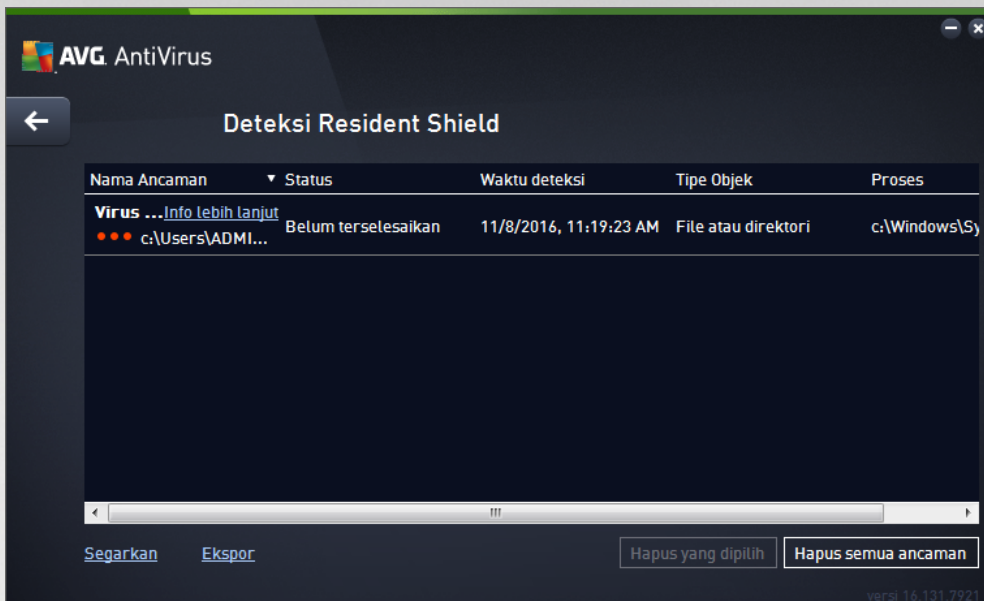 AVG. AntiVirus
Deteksi Resident Shield
Nama Ancaman Status Waktu deteksi Tipe Objek Proses
Virus ... Info lebih lanjut
c:\Users\ADMI... Belum terselesaikan 11/8/2016, 11:19:23 AM File atau direktori c:\Windows\Sy
Segarkan Ekspor Hapus yang dipilih Hapus semua ancaman
versi 16.131.7921